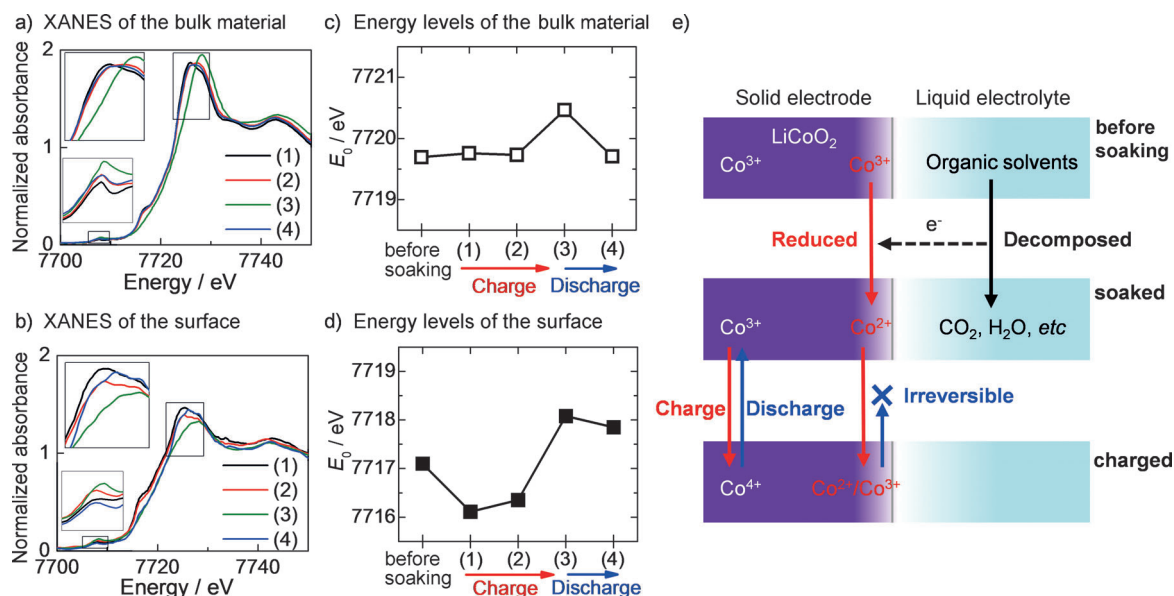 a) XANES of the bulk material
Normalized absorbance
2
1
0
7700
7720
7740
Energy / eV
(1)
(2)
(3)
(4)
b) XANES of the surface
Normalized absorbance
2
1
0
7700
7720
7740
Energy / eV
(1)
(2)
(3)
(4)
c) Energy levels of the bulk material
E0 / eV
7721
7720
7719
before
soaking
(1) (2) (3) (4)
Charge
Discharge
d) Energy levels of the surface
E0 / eV
7719
7718
7717
7716
before
soaking
(1) (2) (3) (4)
Charge
Discharge
e)
Solid electrode
Liquid electrolyte
LiCoO2
Co3+
Co3+
Organic solvents
before
soaking
Reduced
e-
Decomposed
Co3+
Co2+
CO2, H2O, etc
soaked
Charge
Discharge
Irreversible
Co4+
Co2+/Co3+
charged